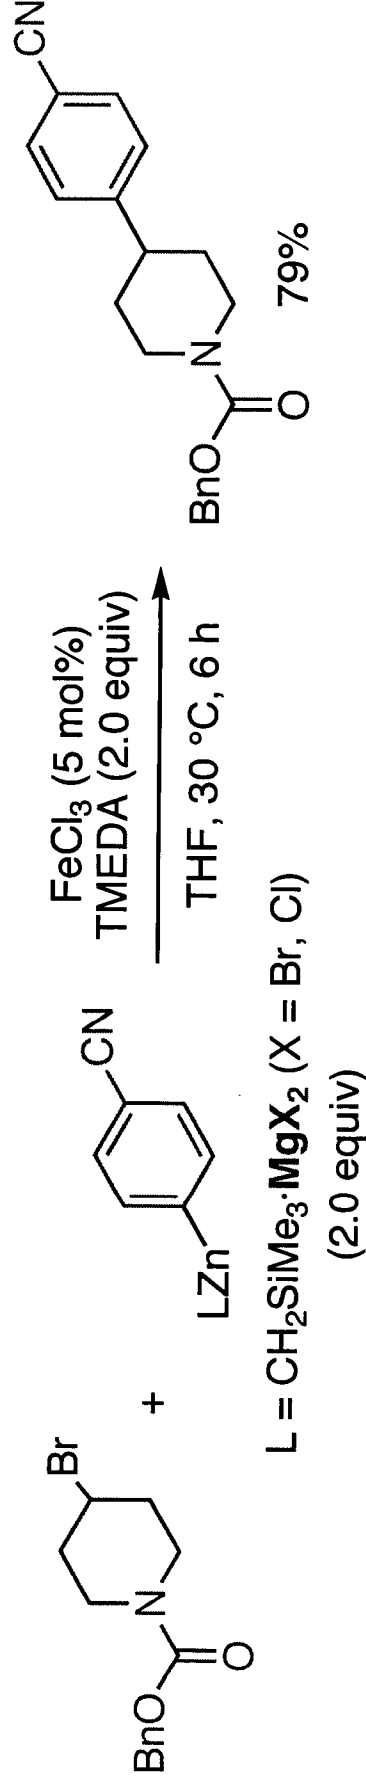 BnO
O
N
Br
+
LZn
CN
L = CH₂SiMe₃·MgX₂ (X = Br, Cl)
(2.0 equiv)
FeCl₃ (5 mol%)
TMEDA (2.0 equiv)
THF, 30 °C, 6 h
BnO
O
N
CN
79%